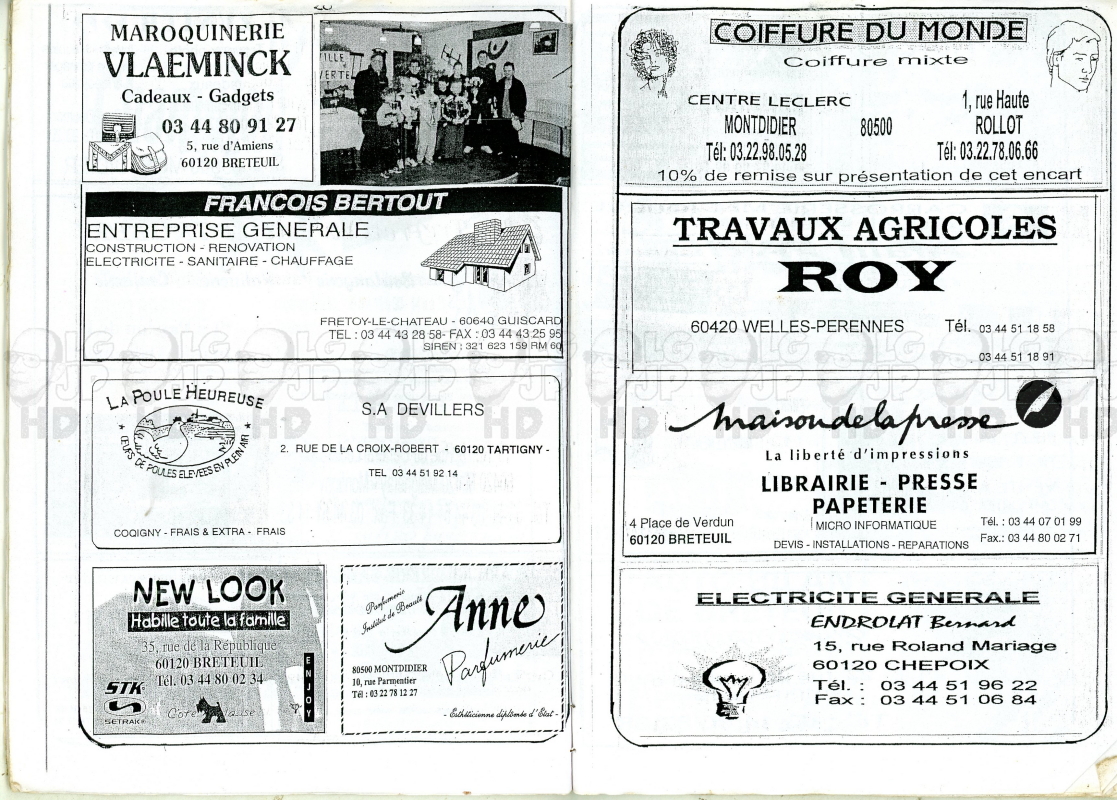 MAROQUINERIE
VLAEMINCK
Cadeaux - Gadgets
03 44 80 91 27
5, rue d'Amiens
60120 BRETEUIL
VILLE
VERTE
FRANCOIS BERTOUT
ENTREPRISE GENERALE
CONSTRUCTION - RENOVATION
ELECTRICITE - SANITAIRE - CHAUFFAGE
FRETOY-LE-CHATEAU - 60640 GUISCARD
TEL : 03 44 43 28 58- FAX : 03 44 43 25 95
SIREN : 321 623 159 RM 60
LA POULE HEUREUSE
ŒUFS DE POULES ELEVEES EN PLEIN AIR
S.A DEVILLERS
2. RUE DE LA CROIX-ROBERT - 60120 TARTIGNY -
TEL 03 44 51 92 14
COQIGNY - FRAIS & EXTRA - FRAIS
NEW LOOK
Habille toute la famille
35, rue de la République
60120 BRETEUIL
Tél. 03 44 80 02 34
STK
SETRAK®
ENJOY
Parfumerie
Institut de Beauté
Anne
Parfumerie
80500 MONTDIDIER
10, rue Parmentier
Tél : 03 22 78 12 27
- Esthéticienne diplômée d'Etat -
COIFFURE DU MONDE
Coiffure mixte
CENTRE LECLERC
MONTDIDIER 80500
Tél: 03.22.98.05.28
1, rue Haute
ROLLOT
Tél: 03.22.78.06.66
10% de remise sur présentation de cet encart
TRAVAUX AGRICOLES
ROY
60420 WELLES-PERENNES Tél. 03 44 51 18 58
03 44 51 18 91
maison de la presse
La liberté d'impressions
LIBRAIRIE - PRESSE
PAPETERIE
4 Place de Verdun
60120 BRETEUIL
MICRO INFORMATIQUE
DEVIS - INSTALLATIONS - REPARATIONS
Tél. : 03 44 07 01 99
Fax.: 03 44 80 02 71
ELECTRICITE GENERALE
ENDROLAT Bernard
15, rue Roland Mariage
60120 CHEPOIX
Tél. : 03 44 51 96 22
Fax : 03 44 51 06 84
LG JP HD